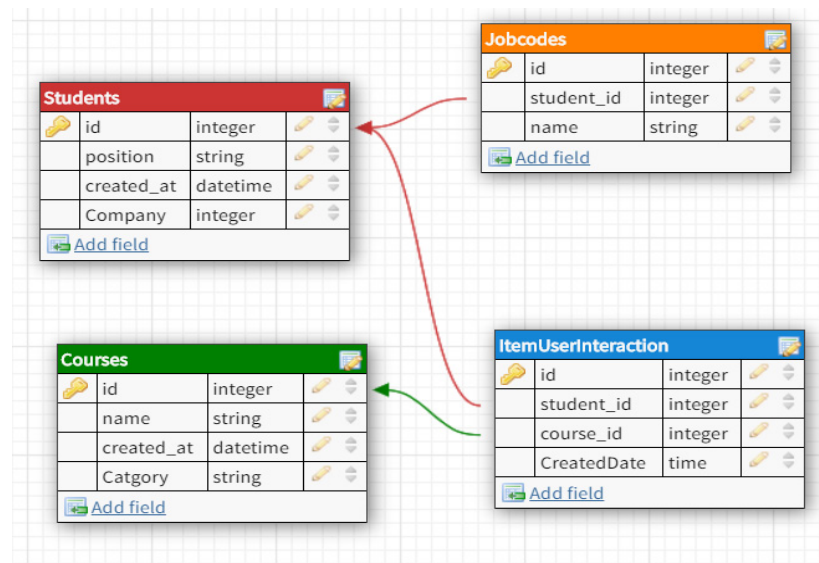 Students
id integer
position string
created_at datetime
Company integer
Add field
Jobcodes
id integer
student_id integer
name string
Add field
Courses
id integer
name string
created_at datetime
Catgory string
Add field
ItemUserInteraction
id integer
student_id integer
course_id integer
CreatedDate time
Add field